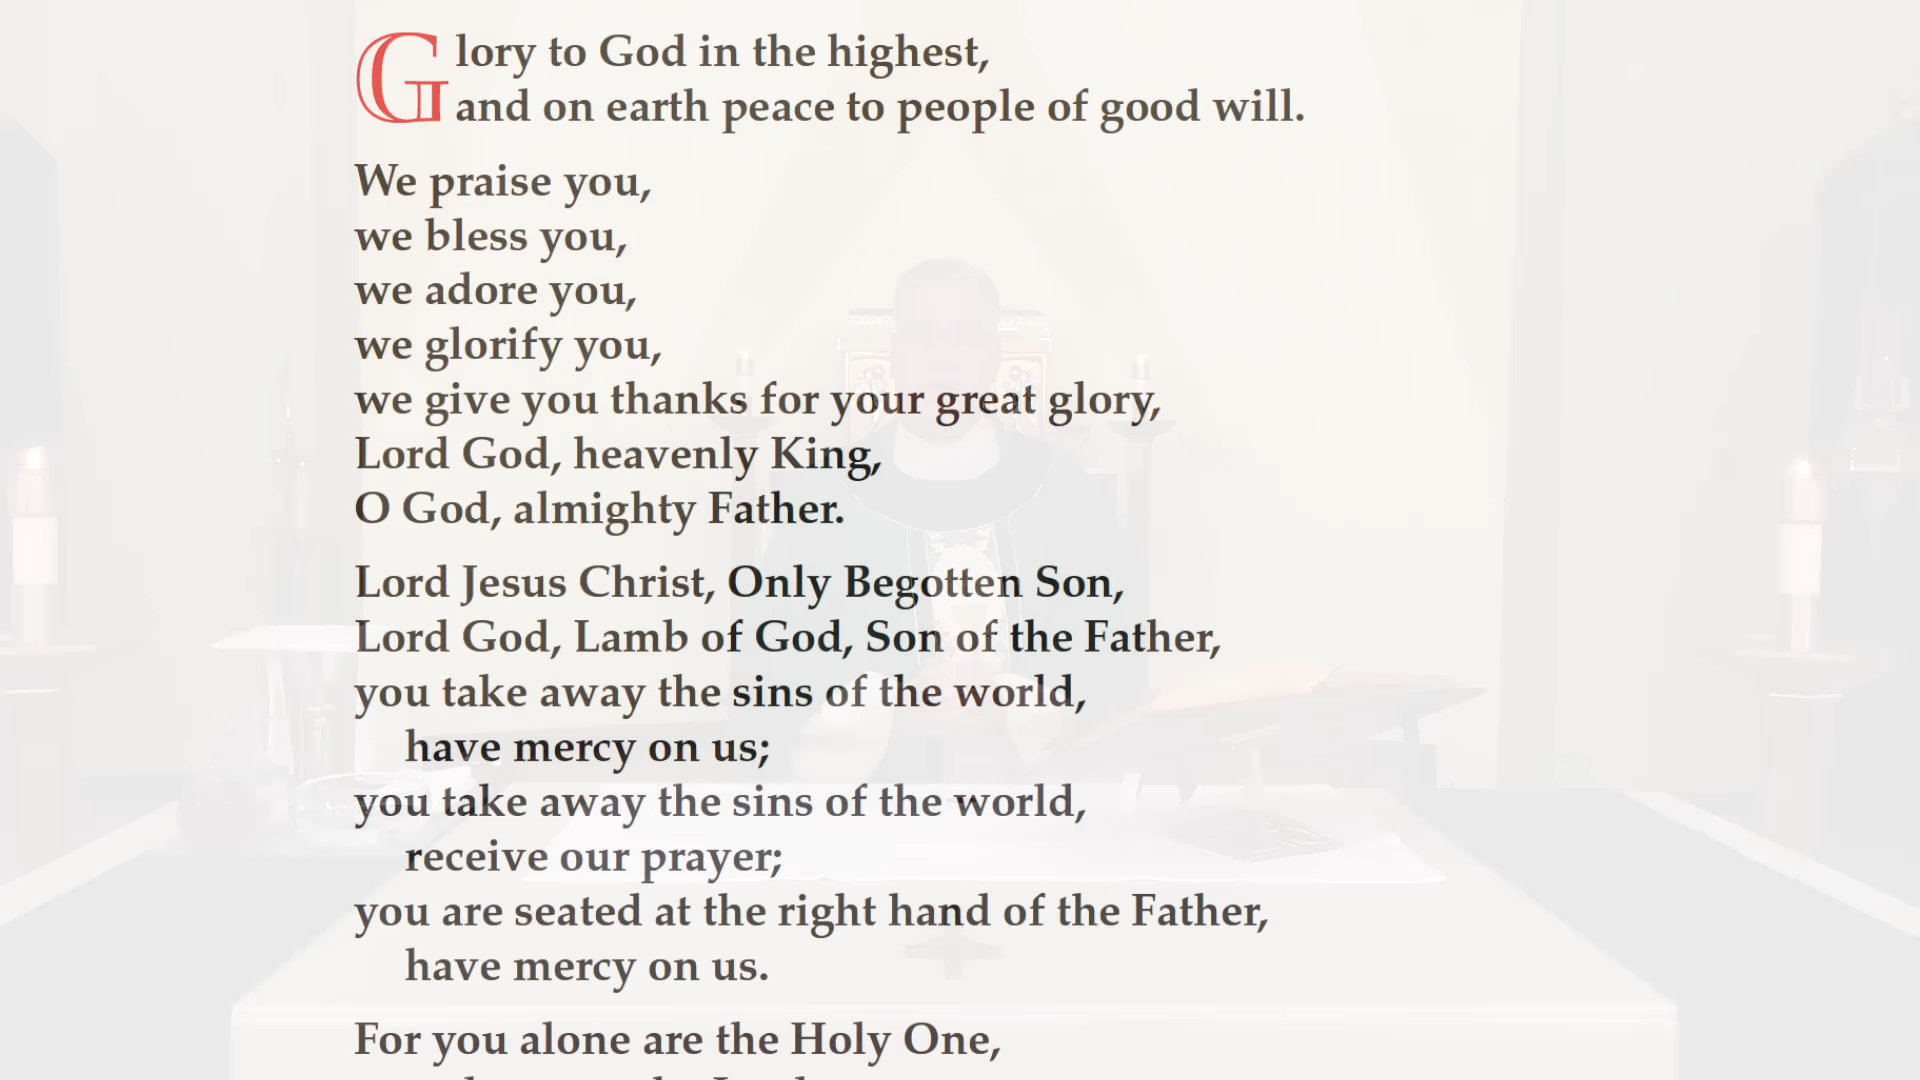 Glory to God in the highest,
and on earth peace to people of good will.
We praise you,
we bless you,
we adore you,
we glorify you,
we give you thanks for your great glory,
Lord God, heavenly King,
O God, almighty Father.
Lord Jesus Christ, Only Begotten Son,
Lord God, Lamb of God, Son of the Father,
you take away the sins of the world,
have mercy on us;
you take away the sins of the world,
receive our prayer;
you are seated at the right hand of the Father,
have mercy on us.
For you alone are the Holy One,